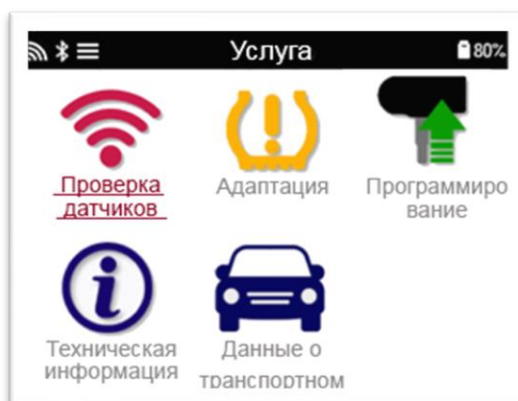 Услуга 80%
Проверка Адаптация Программиро
датчиков вание
Техническая Данные о
информация транспортном